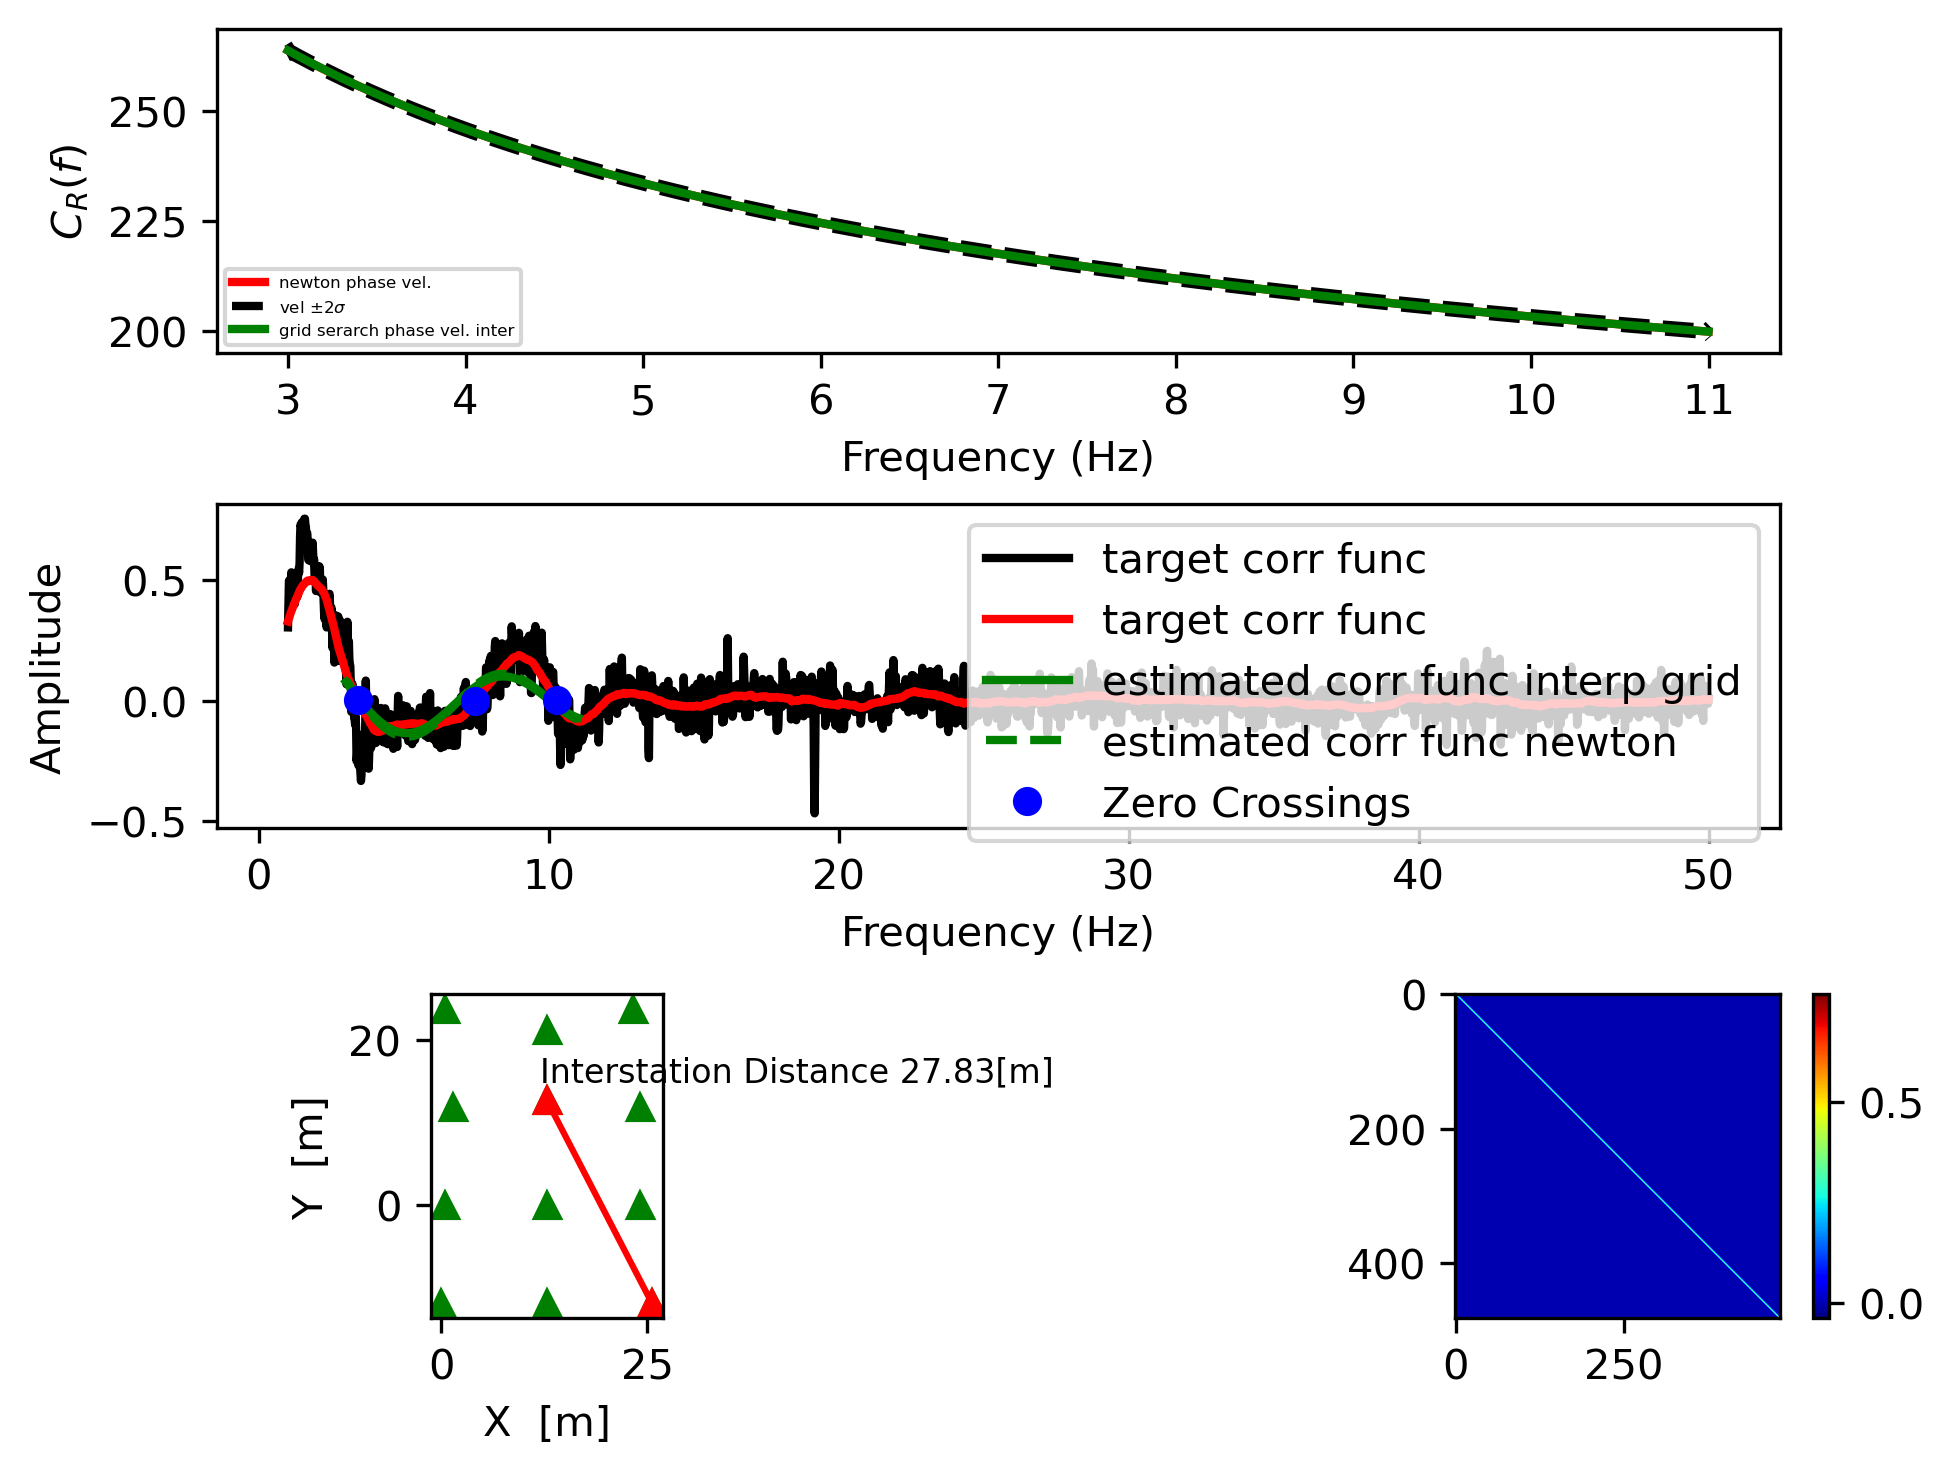 250
225
200
C_R(f)
newton phase vel.
vel ±2σ
grid serarch phase vel. inter
3 4 5 6 7 8 9 10 11
Frequency (Hz)
0.5
0.0
−0.5
Amplitude
target corr func
target corr func
estimated corr func interp grid
estimated corr func newton
Zero Crossings
0 10 20 30 40 50
Frequency (Hz)
20
0
Y [m]
Interstation Distance 27.83[m]
0 25
X [m]
0
200
400
0 250
0.5
0.0